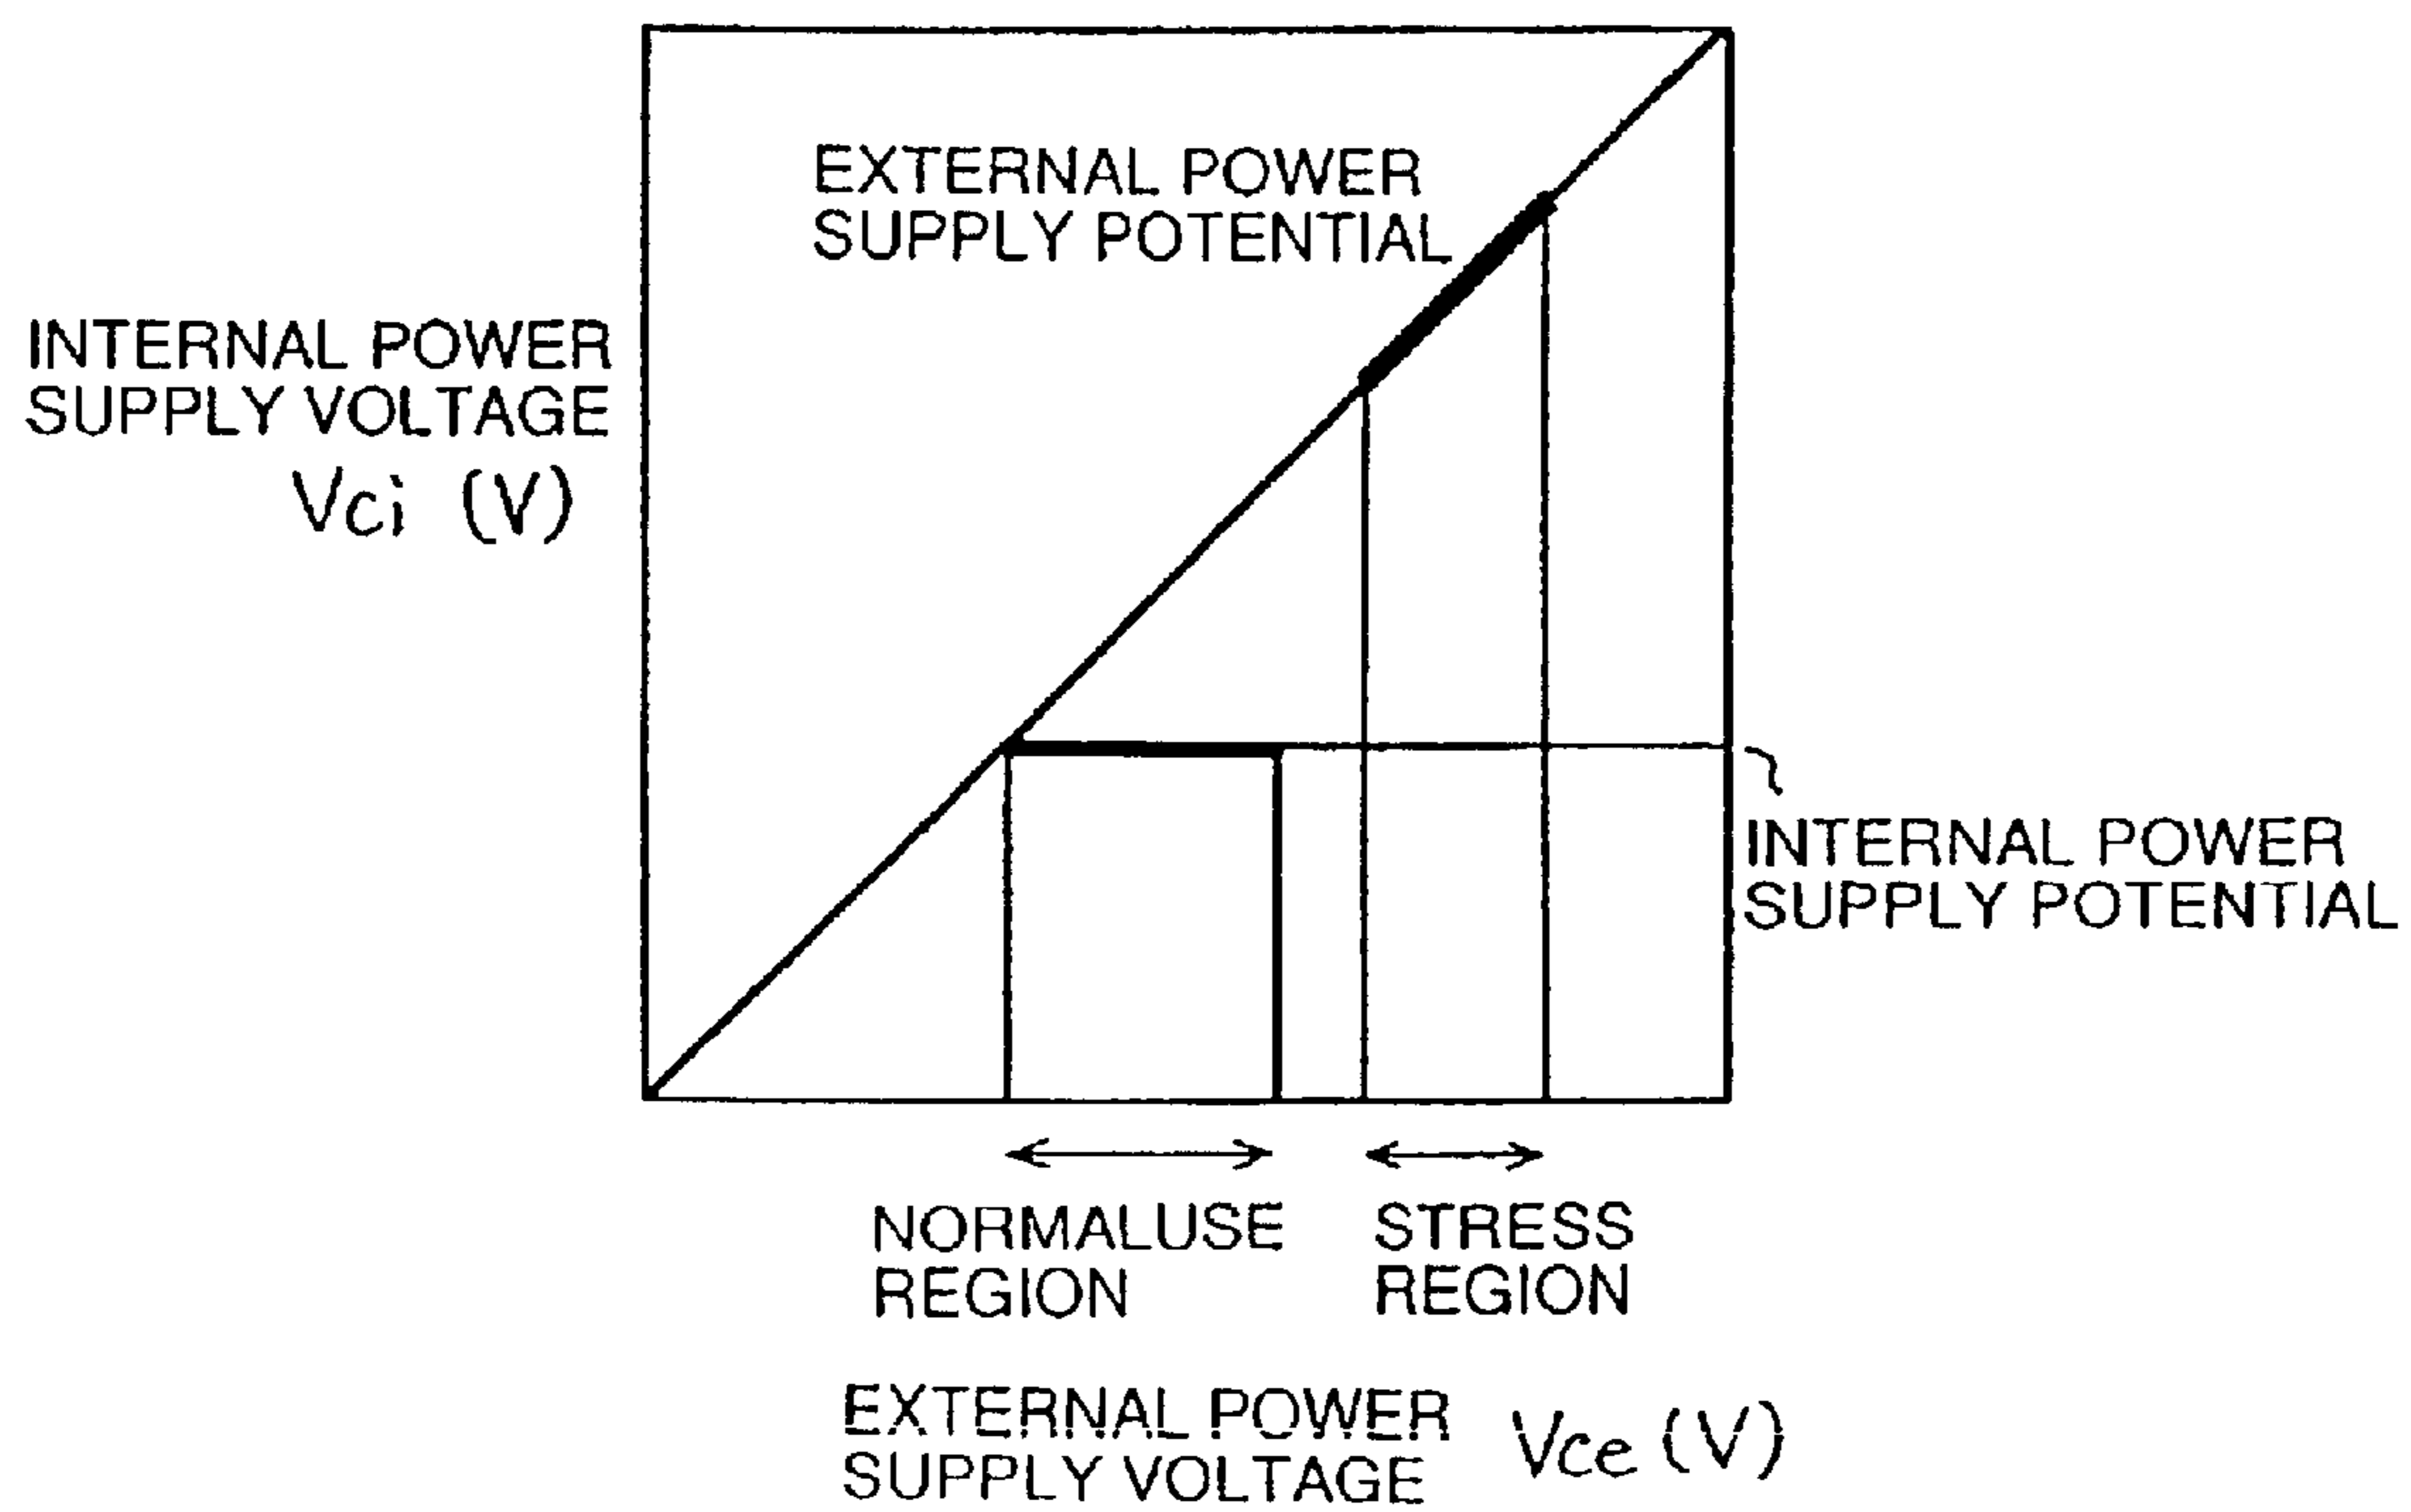 EXTERNAL POWER
SUPPLY POTENTIAL
INTERNAL POWER
SUPPLY VOLTAGE
Vci (V)
INTERNAL POWER
SUPPLY POTENTIAL
NORMALUSE
REGION
STRESS
REGION
EXTERNAL POWER
SUPPLY VOLTAGE
Vce (V)